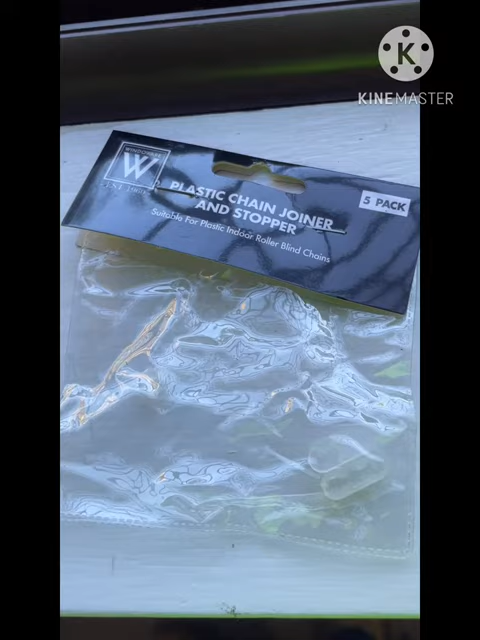 K
KINEMASTER
W
5 PACK
PLASTIC CHAIN JOINER
AND STOPPER
Suitable For Plastic Indoor Roller Blind Chains